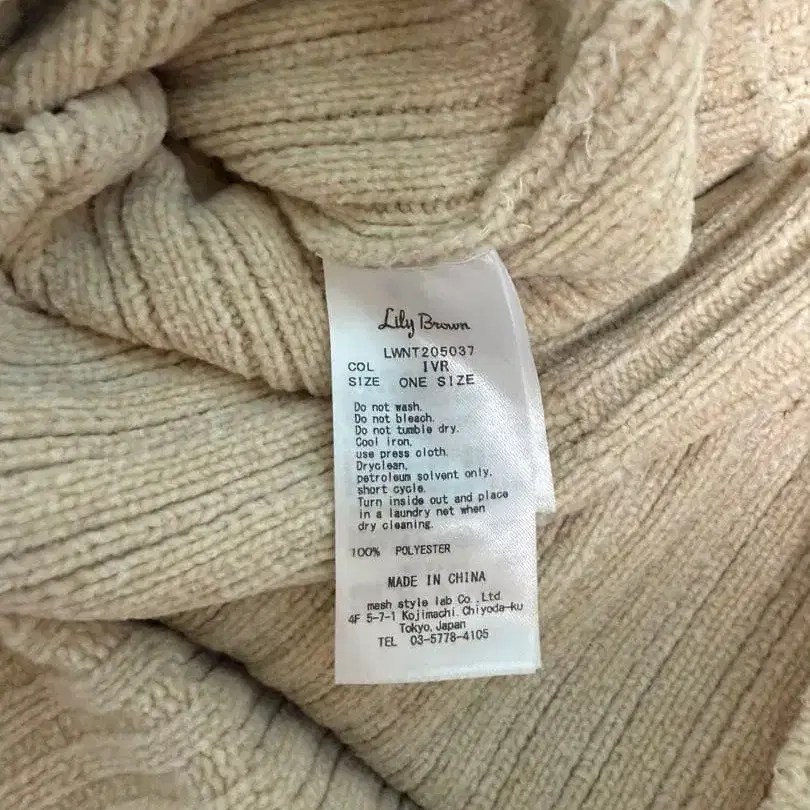 Lily Brown
LWNT205037
COL IVR
SIZE ONE SIZE
Do not wash.
Do not bleach.
Do not tumble dry.
Cool iron,
use press cloth.
Dryclean,
petroleum solvent only,
short cycle.
Turn inside out and place
in a laundry net when
dry cleaning.
100% POLYESTER
MADE IN CHINA
mash style lab Co.,Ltd.
4F 5-7-1 Kojimachi.Chiyoda-ku
Tokyo,Japan
TEL 03-5778-4105